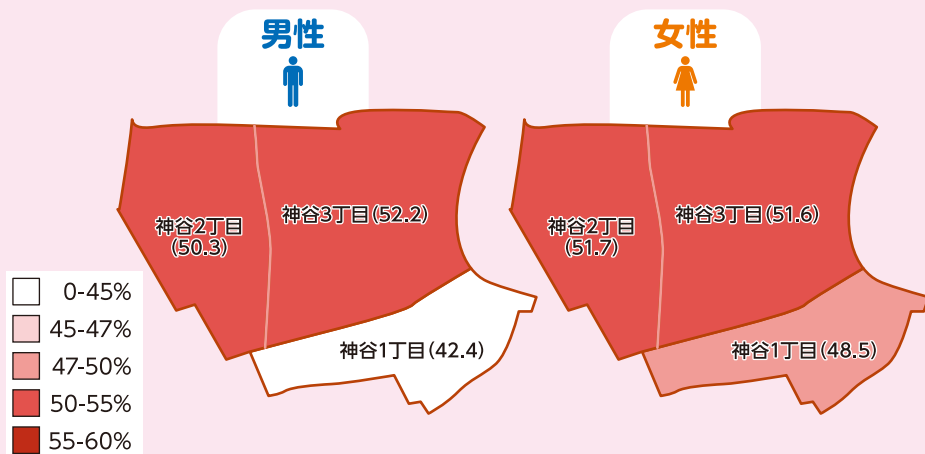 男性
女性
神谷2丁目
(50.3)
神谷3丁目(52.2)
神谷1丁目(42.4)
神谷2丁目
(51.7)
神谷3丁目(51.6)
神谷1丁目(48.5)
0-45%
45-47%
47-50%
50-55%
55-60%